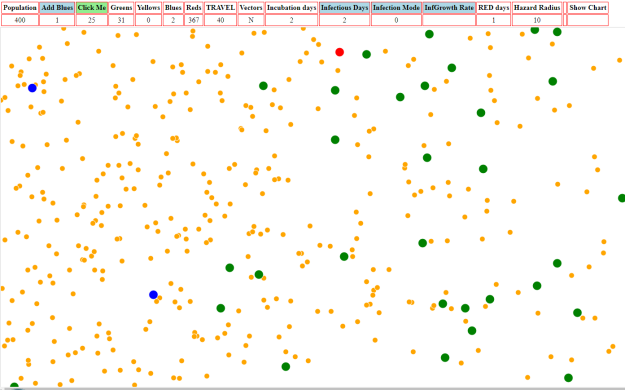 Population Add Blues Click Me Greens Yellows Blues Reds TRAVEL Vectors Incubation days Infectious Days Infection Mode InfGrowth Rate RED days Hazard Radius Show Chart
400 1 25 31 0 2 367 40 N 2 2 0 1 10